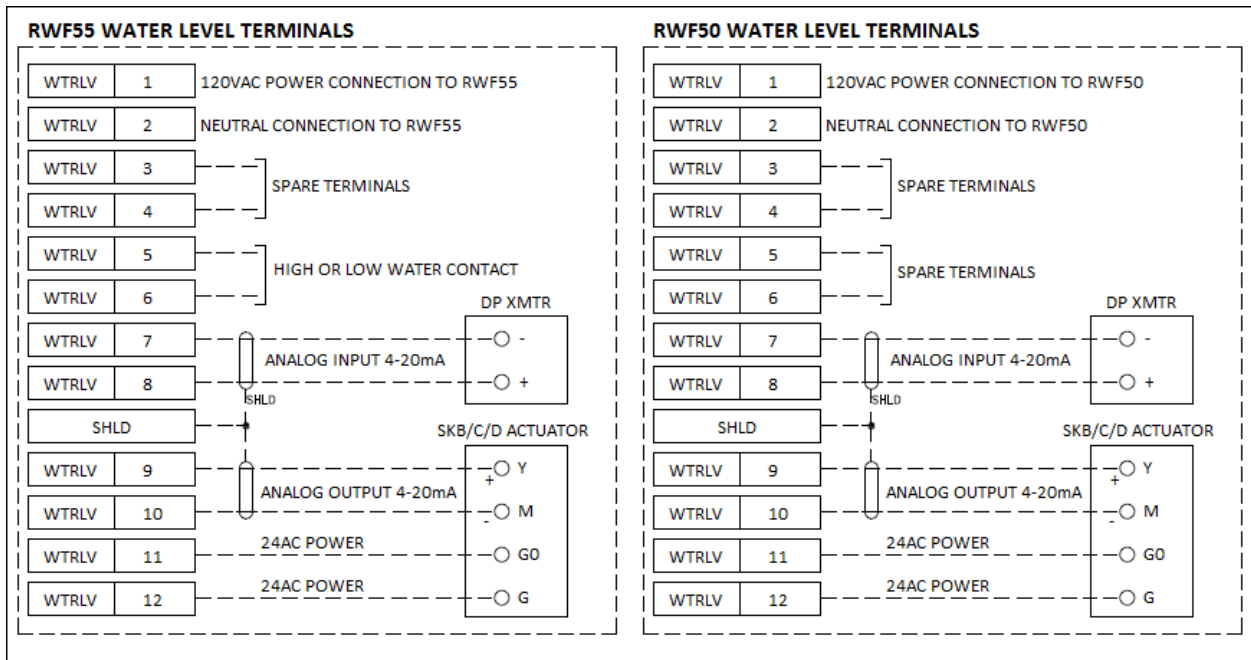 RWF55 WATER LEVEL TERMINALS
WTRLV 1 120VAC POWER CONNECTION TO RWF55
WTRLV 2 NEUTRAL CONNECTION TO RWF55
WTRLV 3
SPARE TERMINALS
WTRLV 4
WTRLV 5
HIGH OR LOW WATER CONTACT
WTRLV 6
DP XMTR
WTRLV 7 -
ANALOG INPUT 4-20mA
WTRLV 8 +
SHLD
SHLD
SKB/C/D ACTUATOR
WTRLV 9 Y
+
ANALOG OUTPUT 4-20mA
WTRLV 10 M
-
24AC POWER
WTRLV 11 G0
24AC POWER
WTRLV 12 G
RWF50 WATER LEVEL TERMINALS
WTRLV 1 120VAC POWER CONNECTION TO RWF50
WTRLV 2 NEUTRAL CONNECTION TO RWF50
WTRLV 3
SPARE TERMINALS
WTRLV 4
WTRLV 5
SPARE TERMINALS
WTRLV 6
DP XMTR
WTRLV 7 -
ANALOG INPUT 4-20mA
WTRLV 8 +
SHLD
SHLD
SKB/C/D ACTUATOR
WTRLV 9 Y
+
ANALOG OUTPUT 4-20mA
WTRLV 10 M
-
24AC POWER
WTRLV 11 G0
24AC POWER
WTRLV 12 G